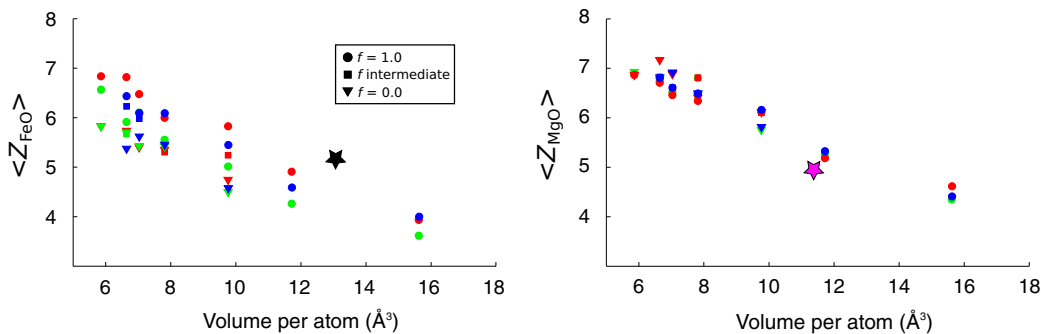 8
7
6
5
4
<Z_FeO>
f = 1.0
f intermediate
f = 0.0
6 8 10 12 14 16 18
Volume per atom (Å³)
8
7
6
5
4
<Z_MgO>
6 8 10 12 14 16 18
Volume per atom (Å³)